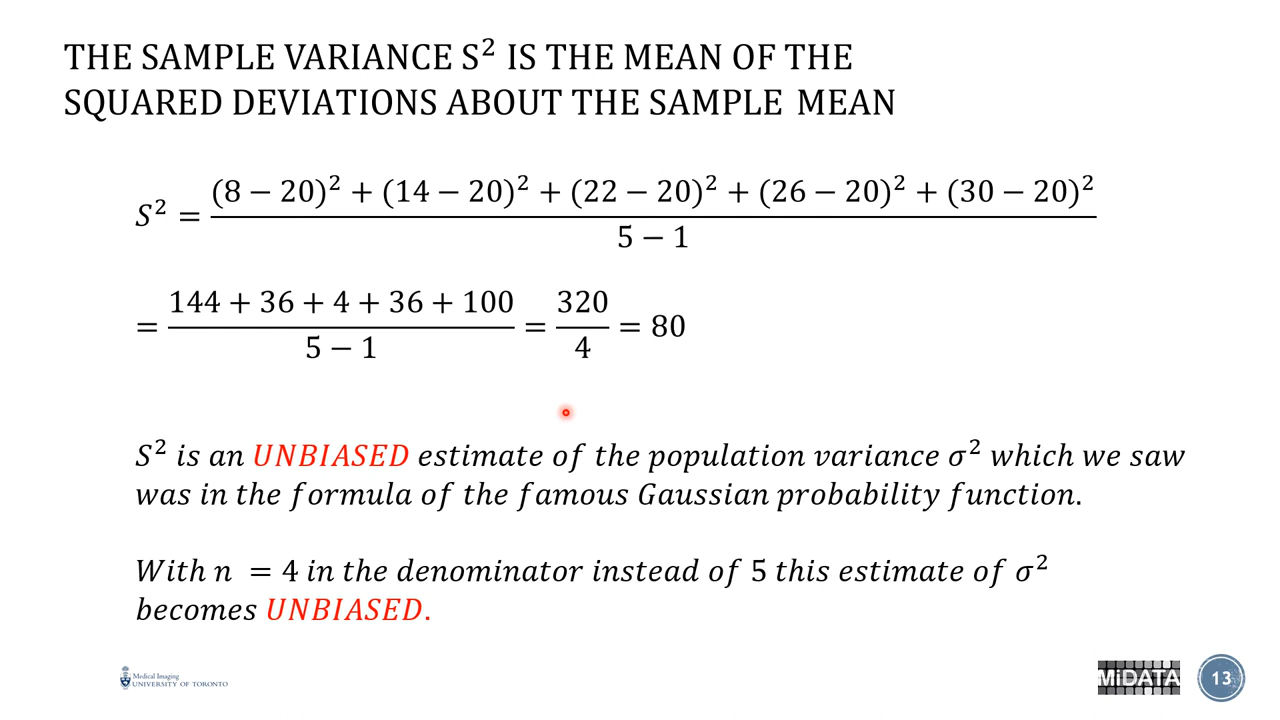 THE SAMPLE VARIANCE S² IS THE MEAN OF THE
SQUARED DEVIATIONS ABOUT THE SAMPLE MEAN
S² = ((8 − 20)² + (14 − 20)² + (22 − 20)² + (26 − 20)² + (30 − 20)²) / (5 − 1)
= (144 + 36 + 4 + 36 + 100) / (5 − 1) = 320 / 4 = 80
S² is an UNBIASED estimate of the population variance σ² which we saw
was in the formula of the famous Gaussian probability function.
With n = 4 in the denominator instead of 5 this estimate of σ²
becomes UNBIASED.
Medical Imaging
UNIVERSITY OF TORONTO
MiDATA
13